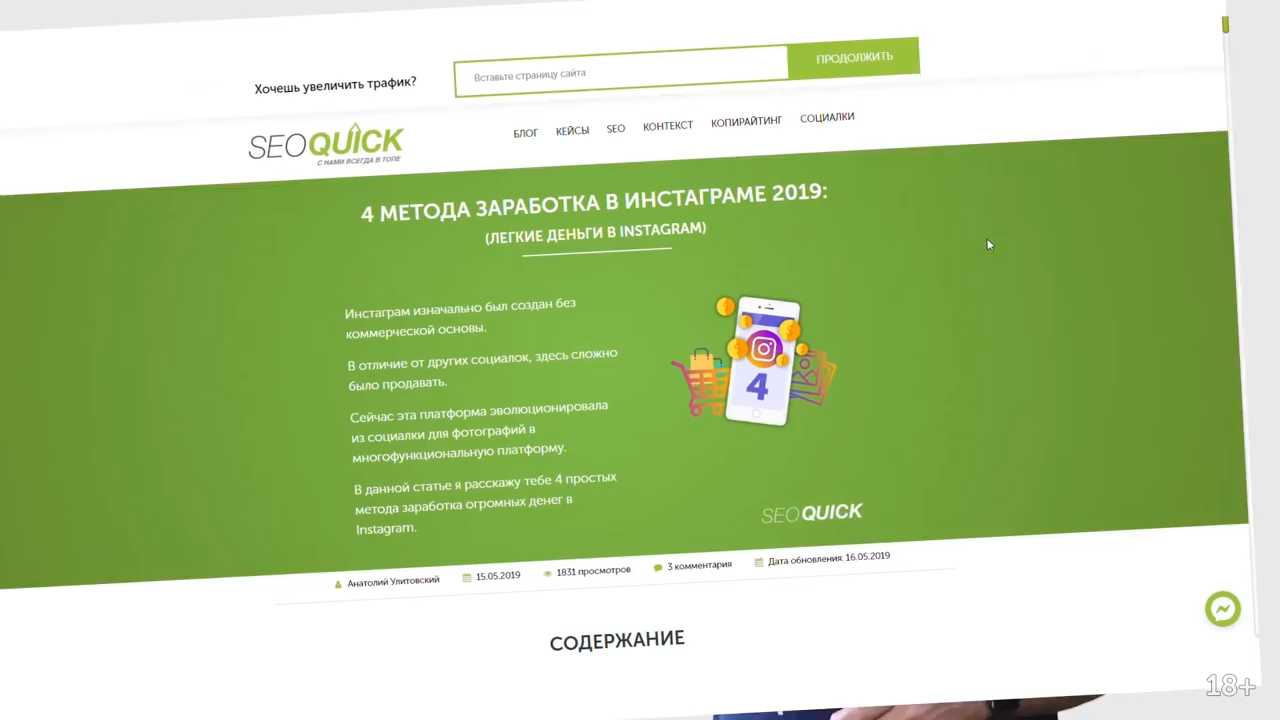 Хочешь увеличить трафик?
Вставьте страницу сайта
ПРОДОЛЖИТЬ
SEOQUICK
С НАМИ ВСЕГДА В ТОПЕ
БЛОГ КЕЙСЫ SEO КОНТЕКСТ КОПИРАЙТИНГ СОЦИАЛКИ
4 МЕТОДА ЗАРАБОТКА В ИНСТАГРАМЕ 2019:
(ЛЕГКИЕ ДЕНЬГИ В INSTAGRAM)
Инстаграм изначально был создан без
коммерческой основы.
В отличие от других социалок, здесь сложно
было продавать.
Сейчас эта платформа эволюционировала
из социалки для фотографий в
многофункциональную платформу.
В данной статье я расскажу тебе 4 простых
метода заработка огромных денег в
Instagram.
4
SEOQUICK
Анатолий Улитовский 15.05.2019 1831 просмотров 3 комментария Дата обновления: 16.05.2019
СОДЕРЖАНИЕ
18+